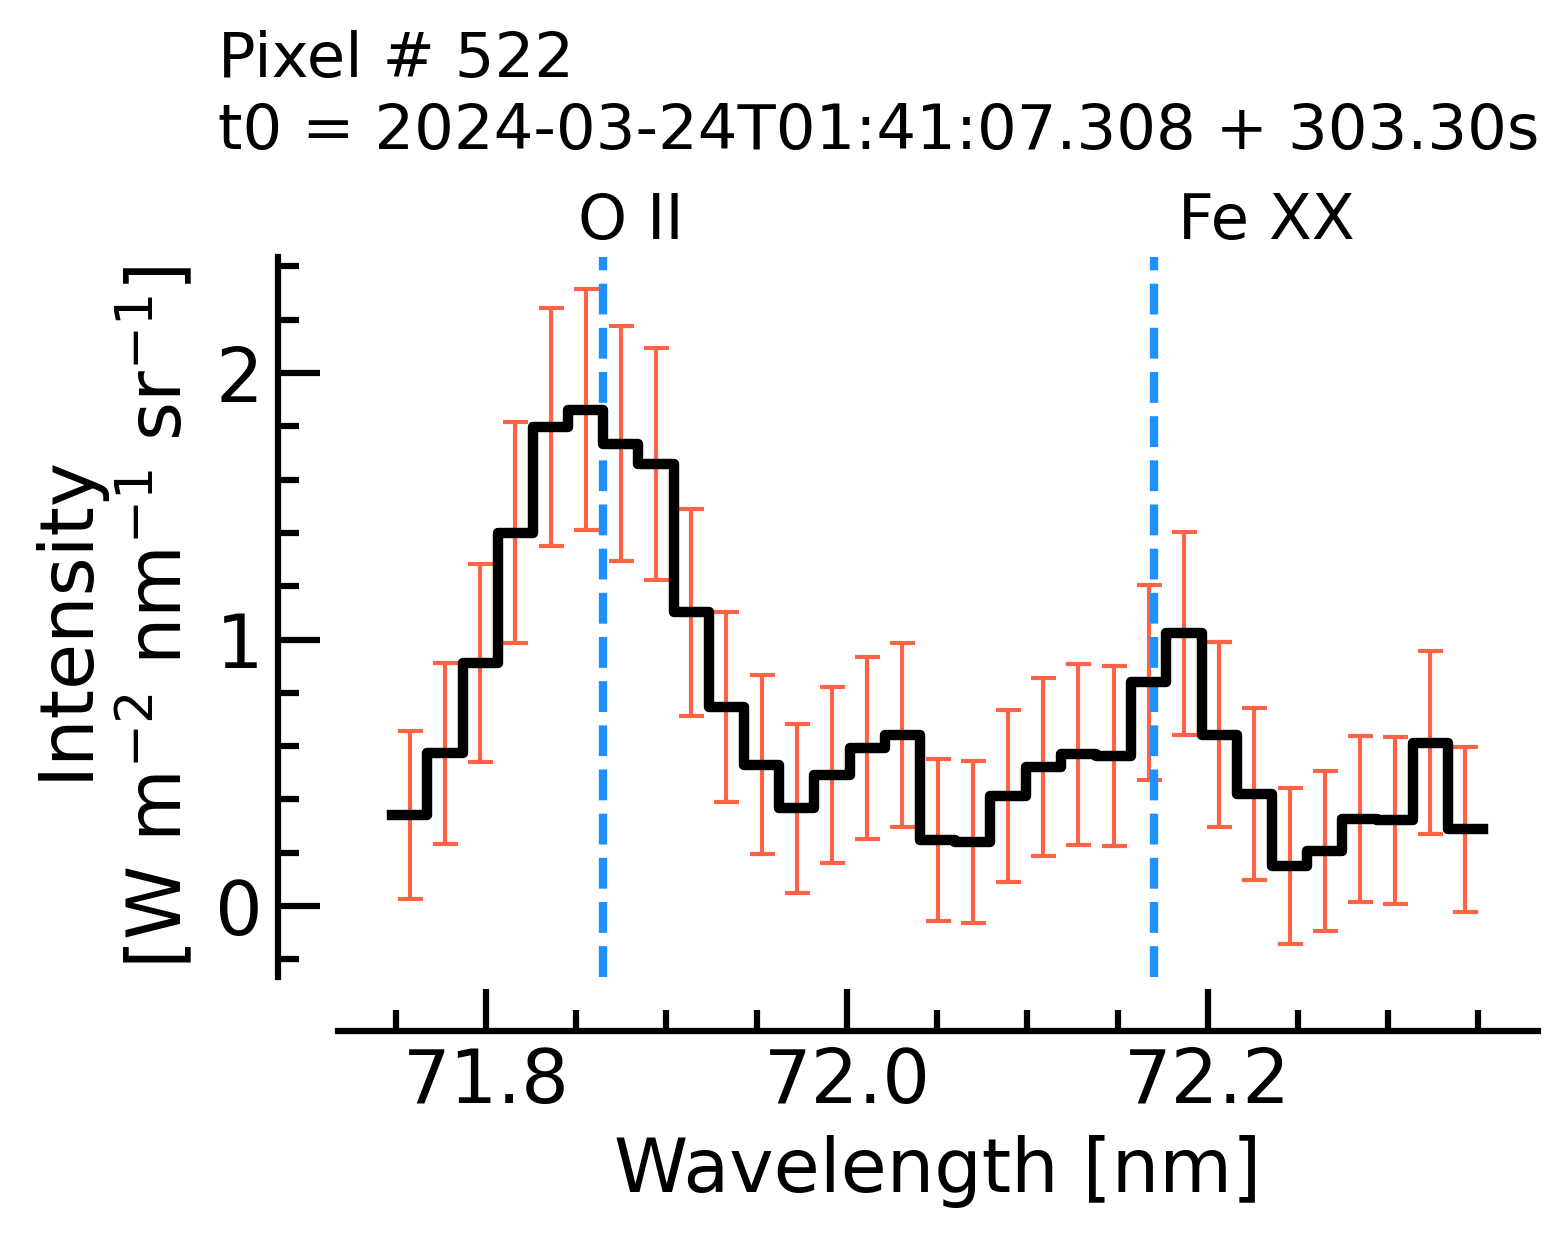 Pixel # 522
t0 = 2024-03-24T01:41:07.308 + 303.30s
O II
Fe XX
Intensity
[W m⁻² nm⁻¹ sr⁻¹]
2
1
0
71.8
72.0
72.2
Wavelength [nm]